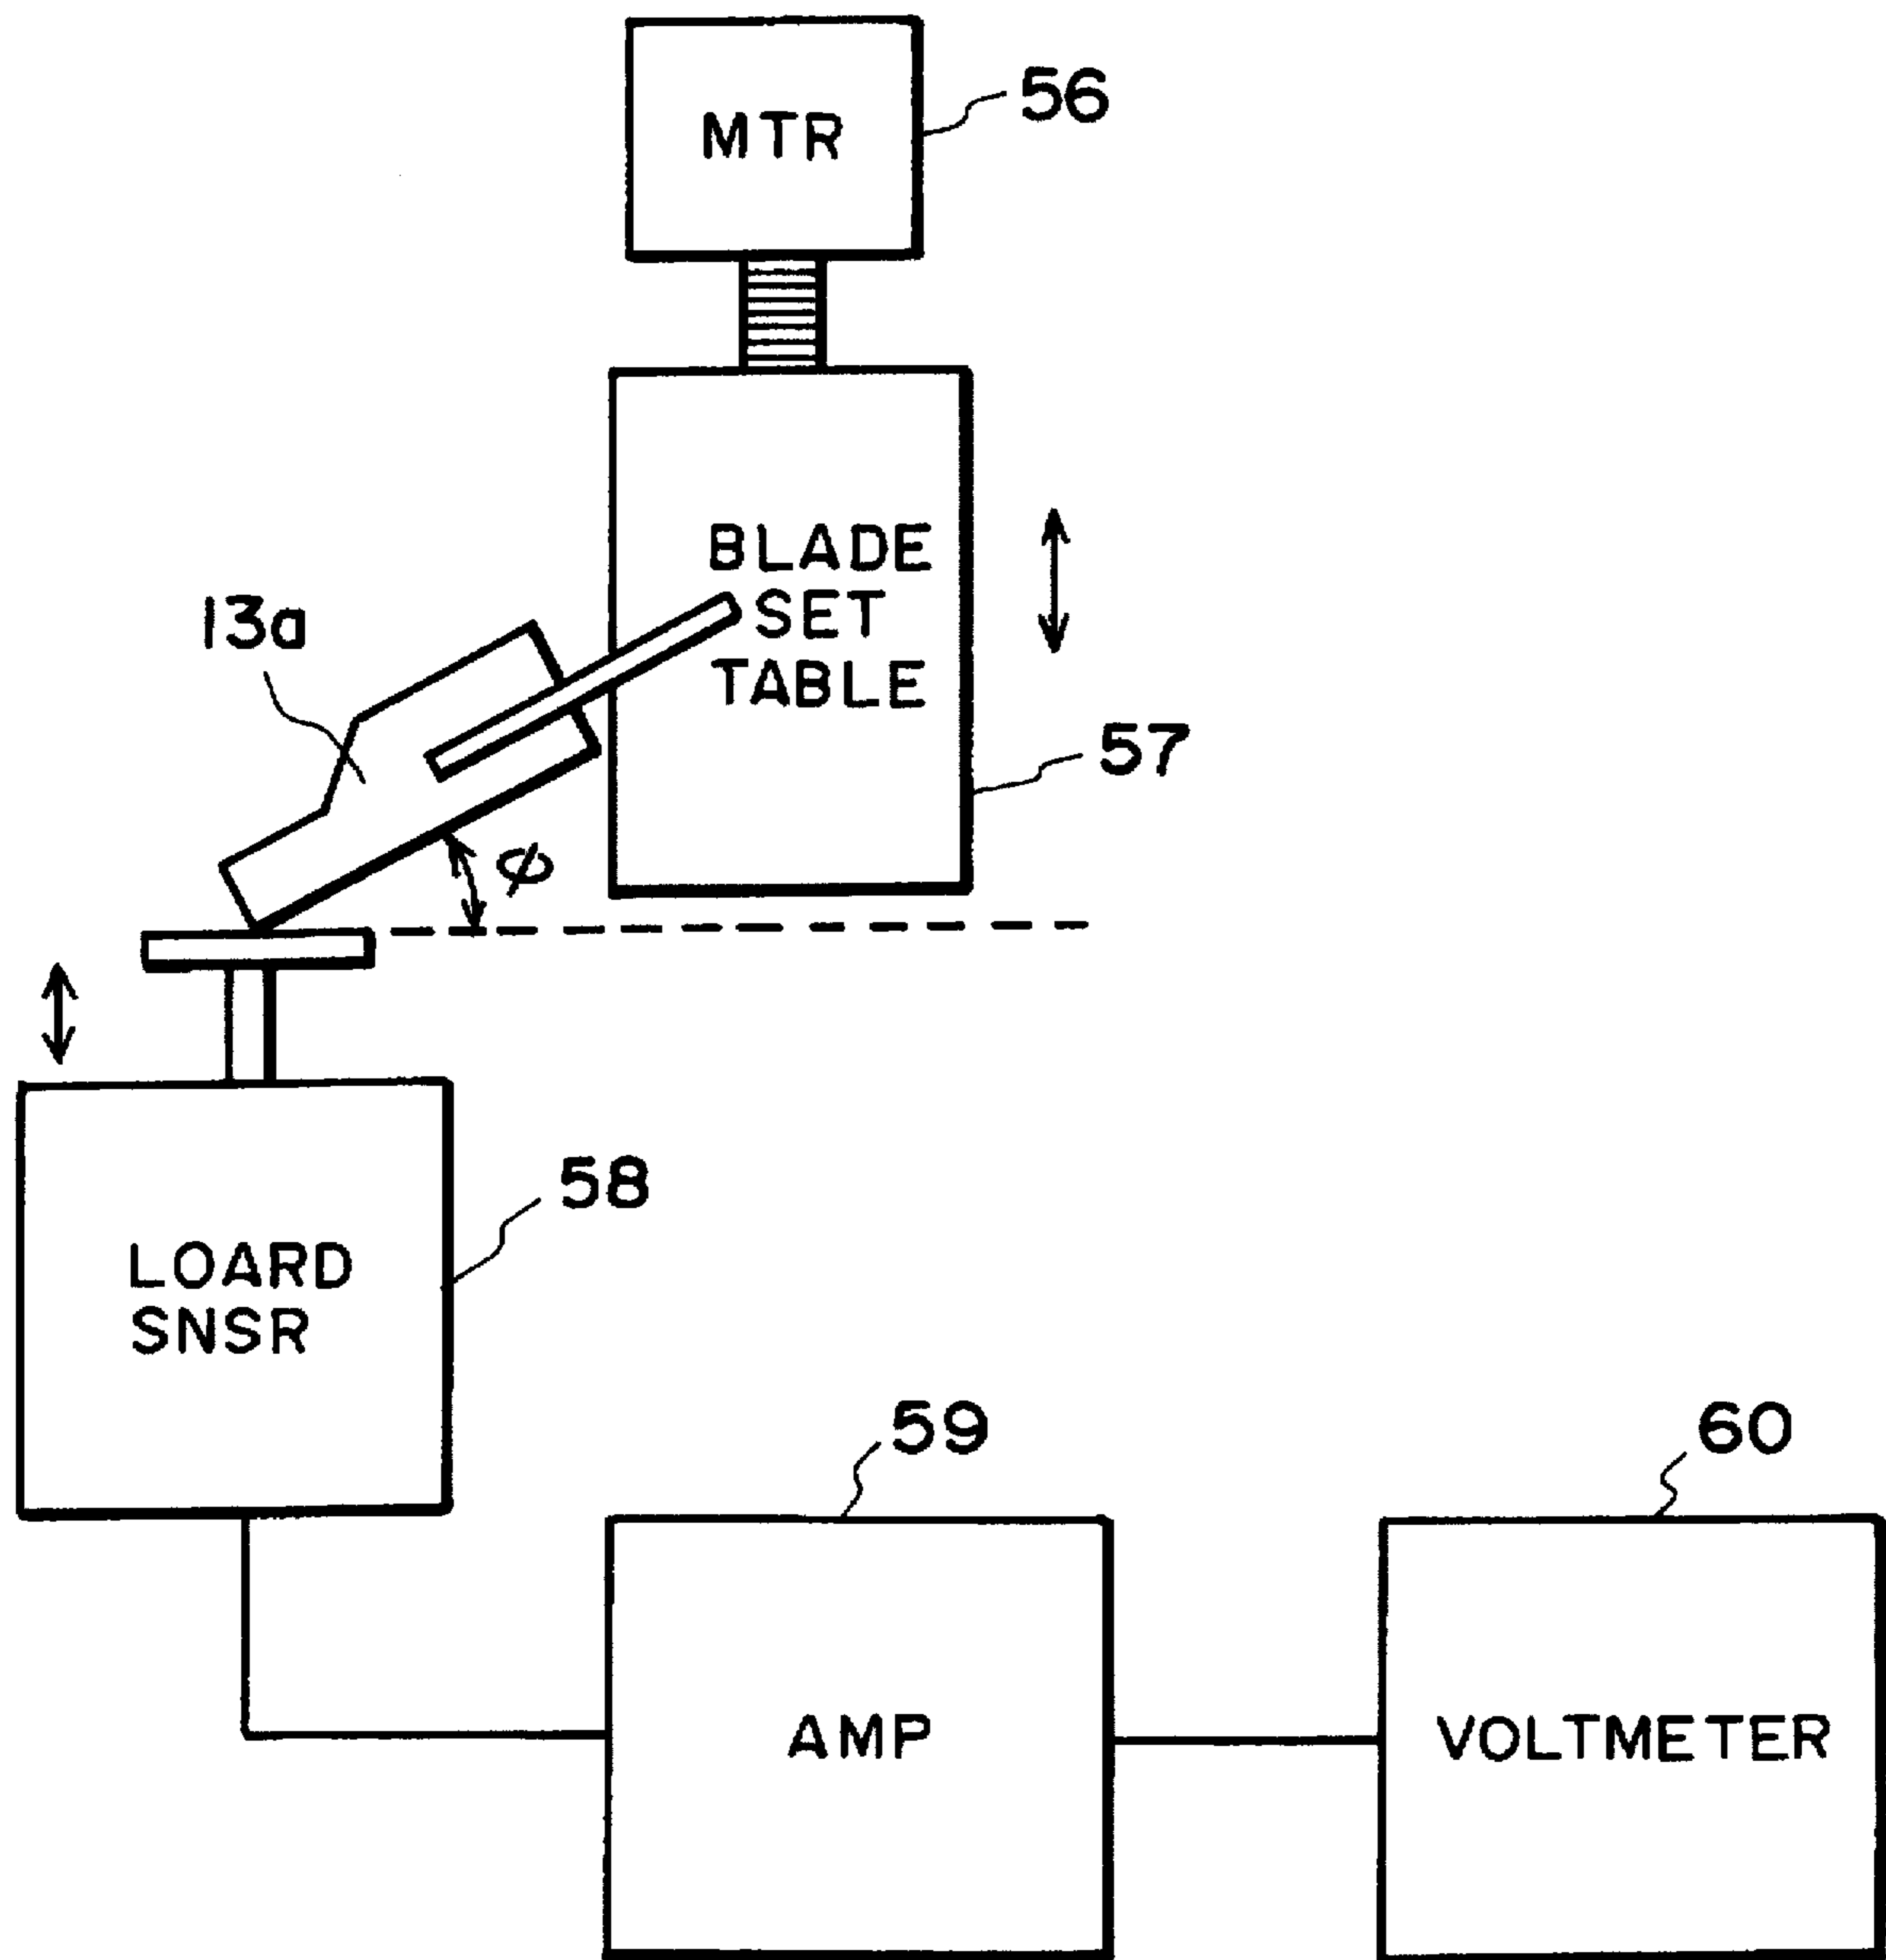 MTR
56
BLADE
SET
TABLE
13a
57
ϕ
58
LOARD
SNSR
59
60
AMP
VOLTMETER